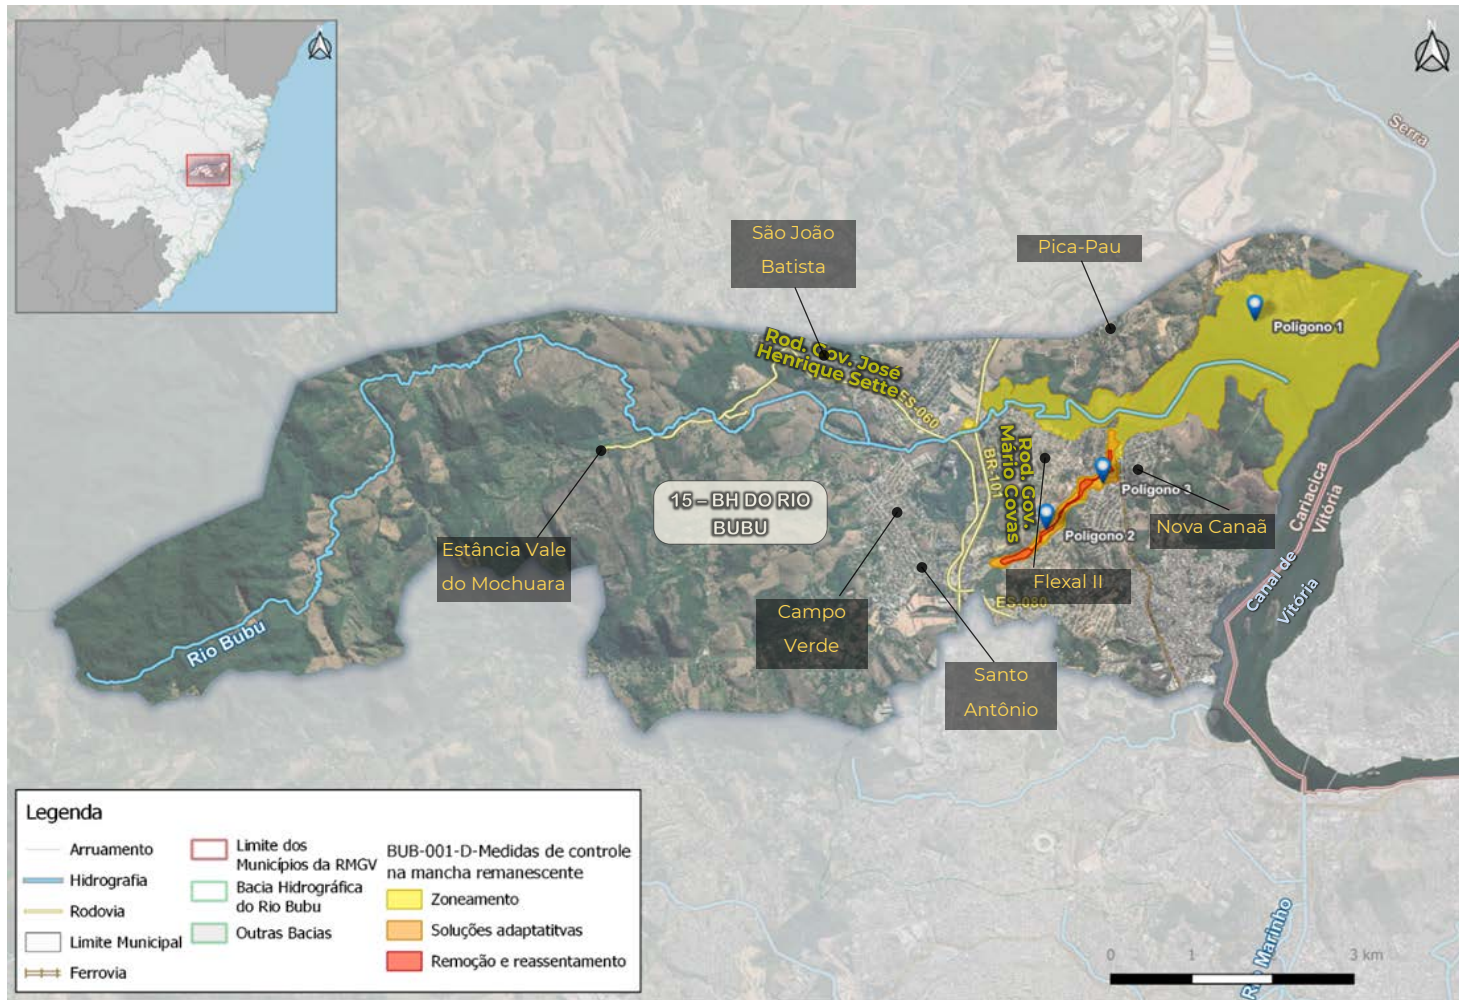 N
Serra
São João
Batista
Pica-Pau
Polígono 1
Rod. Gov. José
Henrique Sette
ES-060
BR-101
Rod. Gov.
Mário Covas
Polígono 3
Polígono 2
Nova Canaã
15 – BH DO RIO
BUBU
Estância Vale
do Mochuara
Flexal II
ES-080
Campo
Verde
Santo
Antônio
Rio Bubu
Cariacica
Vitória
Canal de
Vitória
Rio Marinho
Legenda
Arruamento
Hidrografia
Rodovia
Limite Municipal
Ferrovia
Limite dos
Municípios da RMGV
Bacia Hidrográfica
do Rio Bubu
Outras Bacias
BUB-001-D-Medidas de controle
na mancha remanescente
Zoneamento
Soluções adaptatitvas
Remoção e reassentamento
0 1 3 km